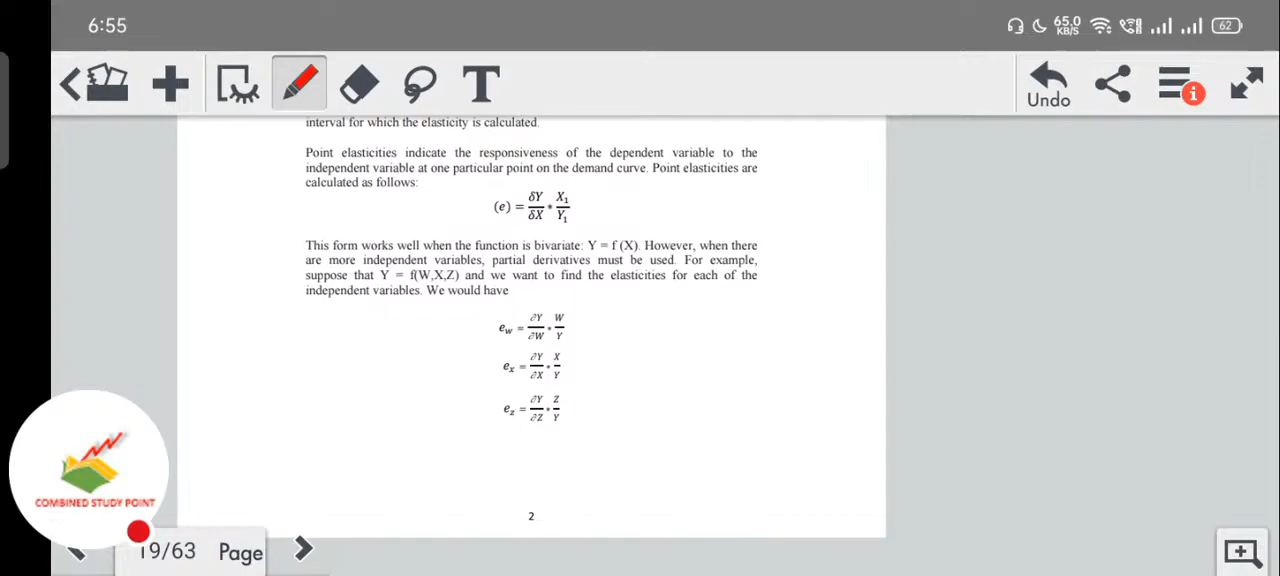 6:55
65.0
KB/S
62
T
Undo
i
interval for which the elasticity is calculated.
Point elasticities indicate the responsiveness of the dependent variable to the
independent variable at one particular point on the demand curve. Point elasticities are
calculated as follows:
(e) = δY/δX * X₁/Y₁
This form works well when the function is bivariate: Y = f (X). However, when there
are more independent variables, partial derivatives must be used. For example,
suppose that Y = f(W,X,Z) and we want to find the elasticities for each of the
independent variables. We would have
e_w = ∂Y/∂W * W/Y
e_x = ∂Y/∂X * X/Y
e_z = ∂Y/∂Z * Z/Y
COMBINED STUDY POINT
2
19/63 Page